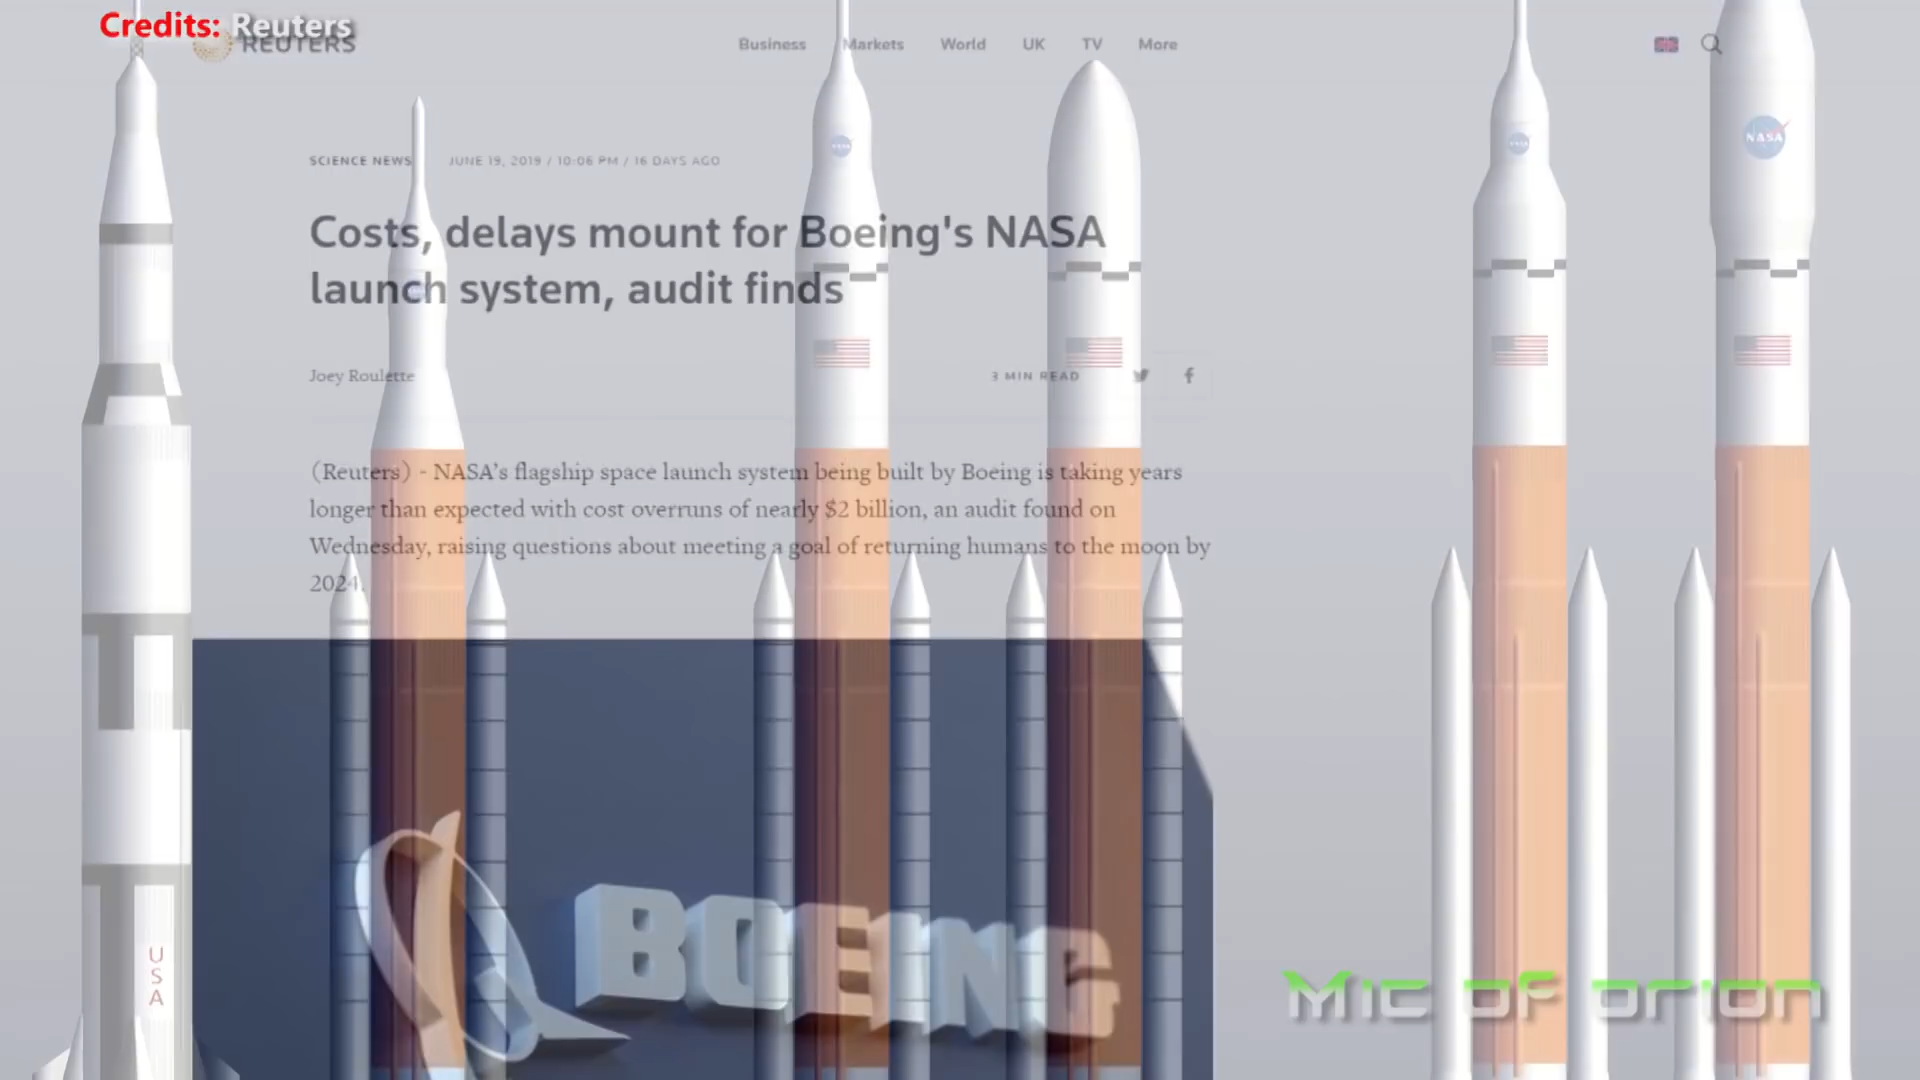 Credits: Reuters
REUTERS
Business Markets World UK TV More
SCIENCE NEWS JUNE 19, 2019 / 10:06 PM / 16 DAYS AGO
Costs, delays mount for Boeing's NASA
launch system, audit finds
Joey Roulette
3 MIN READ
(Reuters) - NASA’s flagship space launch system being built by Boeing is taking years
longer than expected with cost overruns of nearly $2 billion, an audit found on
Wednesday, raising questions about meeting a goal of returning humans to the moon by
2024.
NASA
NASA
NASA
BOEING
USA
Mic of orion